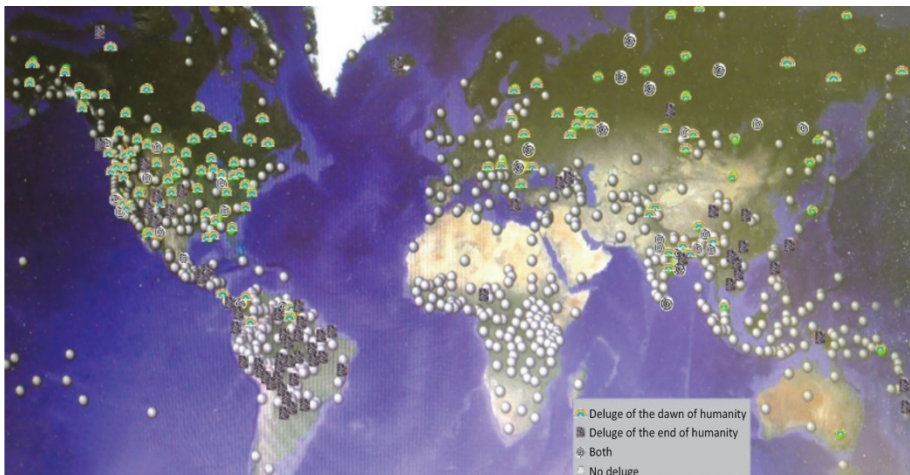 Deluge of the dawn of humanity
Deluge of the end of humanity
Both
No deluge